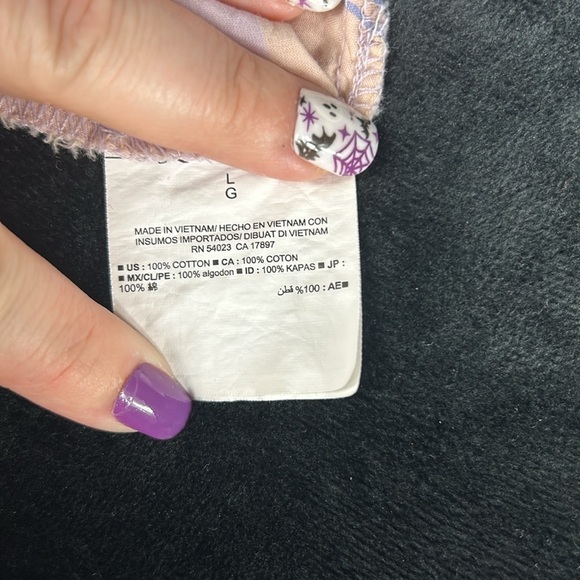 L
G
MADE IN VIETNAM/ HECHO EN VIETNAM CON
INSUMOS IMPORTADOS/ DIBUAT DI VIETNAM
RN 54023 CA 17897
■ US : 100% COTTON ■ CA : 100% COTON
■ MX/CL/PE : 100% algodon ■ ID : 100% KAPAS ■ JP :
100% 綿
■AE : 100% قطن